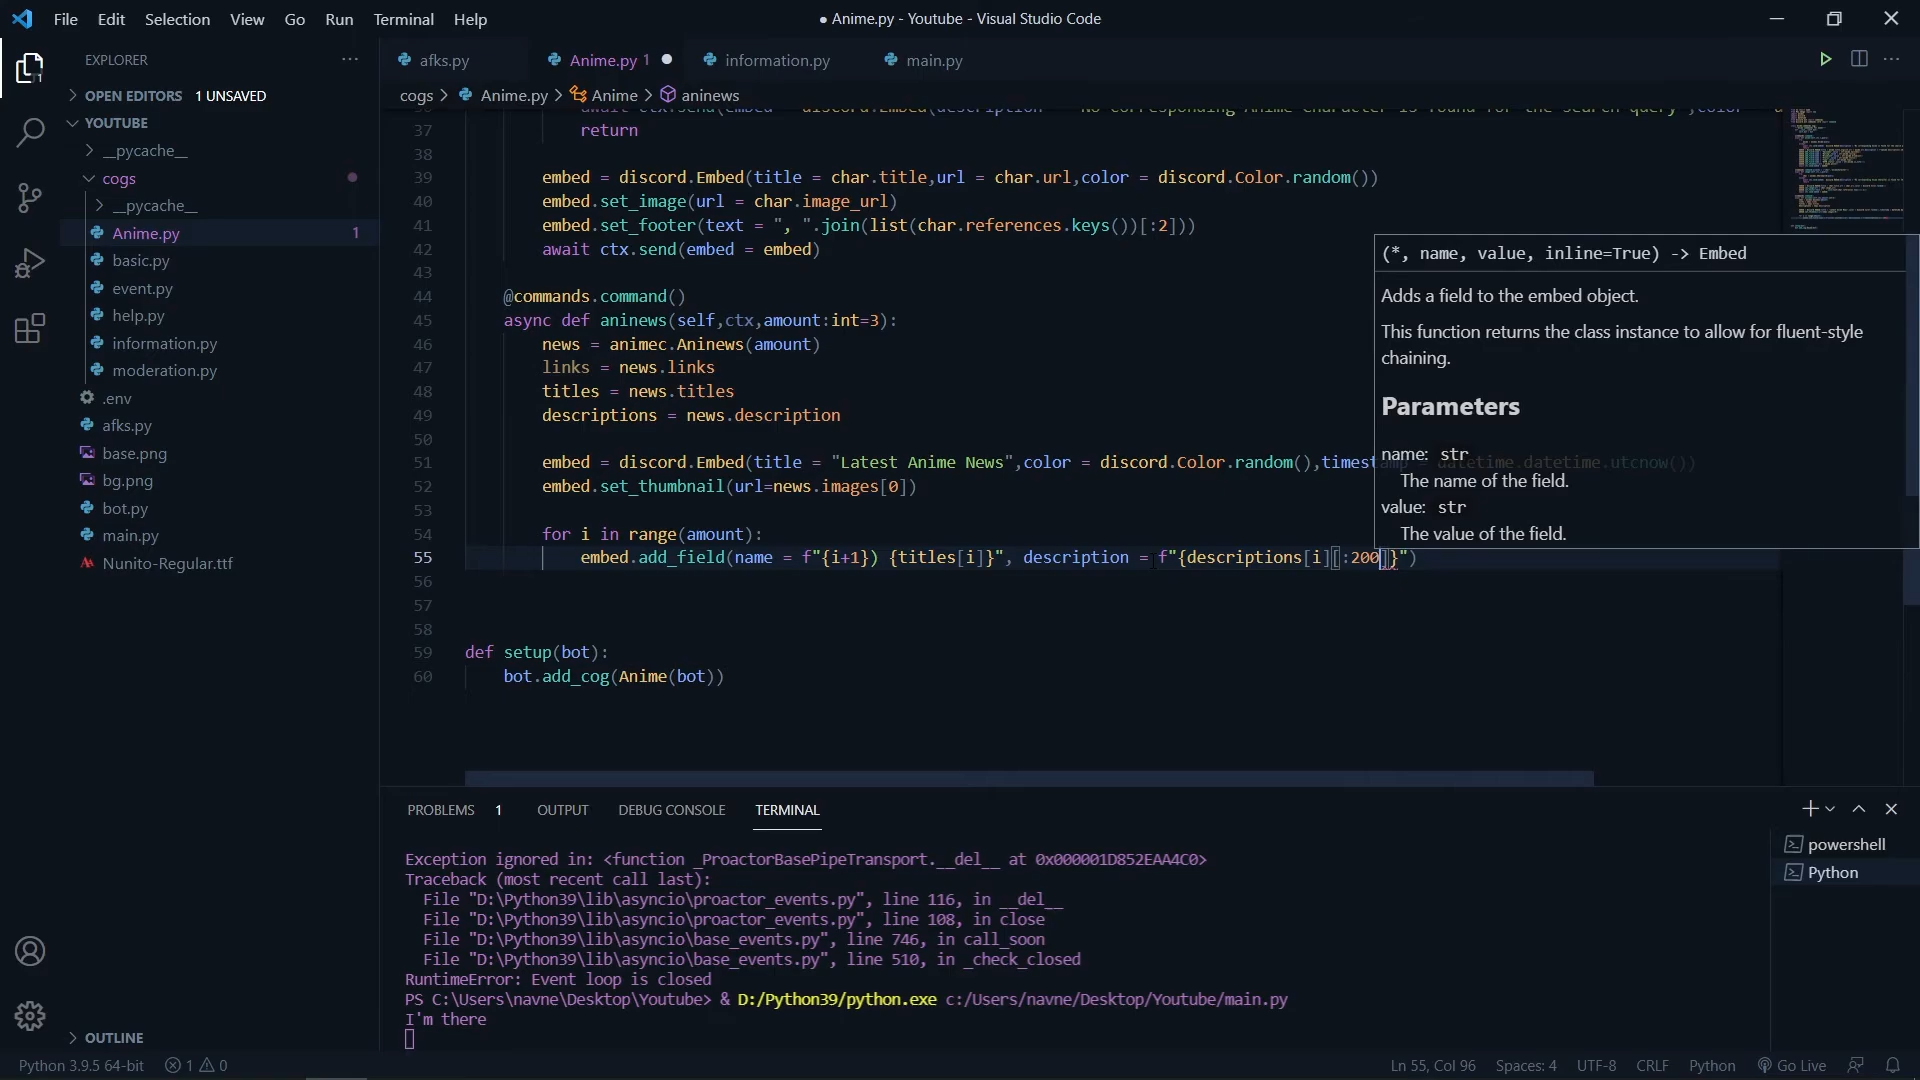 File Edit Selection View Go Run Terminal Help
● Anime.py - Youtube - Visual Studio Code
EXPLORER
OPEN EDITORS 1 UNSAVED
YOUTUBE
__pycache__
cogs
__pycache__
Anime.py 1
basic.py
event.py
help.py
information.py
moderation.py
.env
afks.py
base.png
bg.png
bot.py
main.py
Nunito-Regular.ttf
OUTLINE
afks.py Anime.py 1 information.py main.py
cogs > Anime.py > Anime > aninews
37 return
38
39 embed = discord.Embed(title = char.title,url = char.url,color = discord.Color.random())
40 embed.set_image(url = char.image_url)
41 embed.set_footer(text = ", ".join(list(char.references.keys())[:2]))
42 await ctx.send(embed = embed)
43
44 @commands.command()
45 async def aninews(self,ctx,amount:int=3):
46 news = animec.Aninews(amount)
47 links = news.links
48 titles = news.titles
49 descriptions = news.description
50
51 embed = discord.Embed(title = "Latest Anime News",color = discord.Color.random(),timestamp = datetime.datetime.utcnow())
52 embed.set_thumbnail(url=news.images[0])
53
54 for i in range(amount):
55 embed.add_field(name = f"{i+1}) {titles[i]}", description = f"{descriptions[i][:200]}")
56
57
58
59 def setup(bot):
60 bot.add_cog(Anime(bot))
(*, name, value, inline=True) -> Embed
Adds a field to the embed object.
This function returns the class instance to allow for fluent-style
chaining.
Parameters
name: str
The name of the field.
value: str
The value of the field.
PROBLEMS 1 OUTPUT DEBUG CONSOLE TERMINAL
Exception ignored in: <function _ProactorBasePipeTransport.__del__ at 0x000001D852EAA4C0>
Traceback (most recent call last):
File "D:\Python39\lib\asyncio\proactor_events.py", line 116, in __del__
File "D:\Python39\lib\asyncio\proactor_events.py", line 108, in close
File "D:\Python39\lib\asyncio\base_events.py", line 746, in call_soon
File "D:\Python39\lib\asyncio\base_events.py", line 510, in _check_closed
RuntimeError: Event loop is closed
PS C:\Users\navne\Desktop\Youtube> & D:/Python39/python.exe c:/Users/navne/Desktop/Youtube/main.py
I'm there
powershell
Python
Python 3.9.5 64-bit 1 0 Ln 55, Col 96 Spaces: 4 UTF-8 CRLF Python Go Live